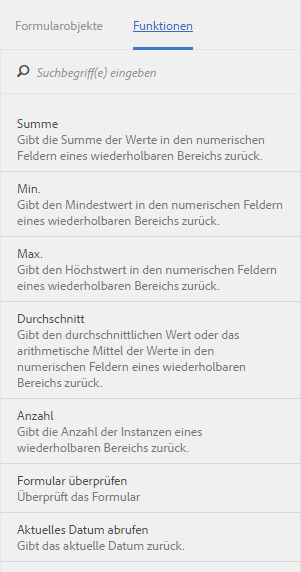 Formularobjekte Funktionen
Suchbegriff(e) eingeben
Summe
Gibt die Summe der Werte in den numerischen
Feldern eines wiederholbaren Bereichs zurück.
Min.
Gibt den Mindestwert in den numerischen Feldern
eines wiederholbaren Bereichs zurück.
Max.
Gibt den Höchstwert in den numerischen Feldern
eines wiederholbaren Bereichs zurück.
Durchschnitt
Gibt den durchschnittlichen Wert oder das
arithmetische Mittel der Werte in den
numerischen Feldern eines wiederholbaren
Bereichs zurück.
Anzahl
Gibt die Anzahl der Instanzen eines
wiederholbaren Bereichs zurück.
Formular überprüfen
Überprüft das Formular
Aktuelles Datum abrufen
Gibt das aktuelle Datum zurück.